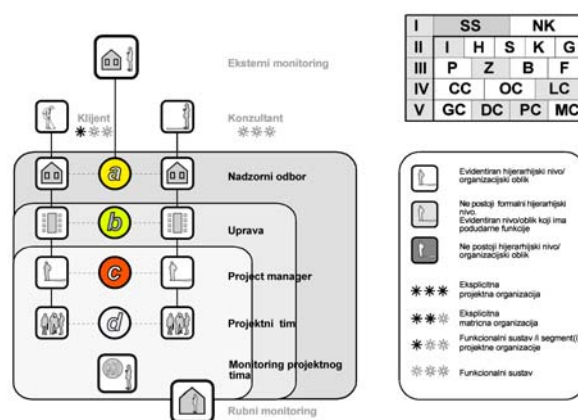 Eksterni monitoring
Klijent
Konzultant
a
Nadzorni odbor
b
Uprava
c
Project manager
d
Projektni tim
Monitoring projektnog
tima
Rubni monitoring
I SS NK
II I H S K G
III P Z B F
IV CC OC LC
V GC DC PC MC
Evidentiran hijerarhijski nivo/
organizacijski oblik
Ne postoji formalni hijerarhijski
nivo.
Evidentiran nivo/oblik koji ima
podudarne funkcije
Ne postoji hijerarhijski nivo/
organizacijski oblik
Eksplicitna
projektna organizacija
Eksplicitna
matricna organizacija
Funkcionalni sustav /i segment(i
projektne organizacije
Funkcionalni sustav